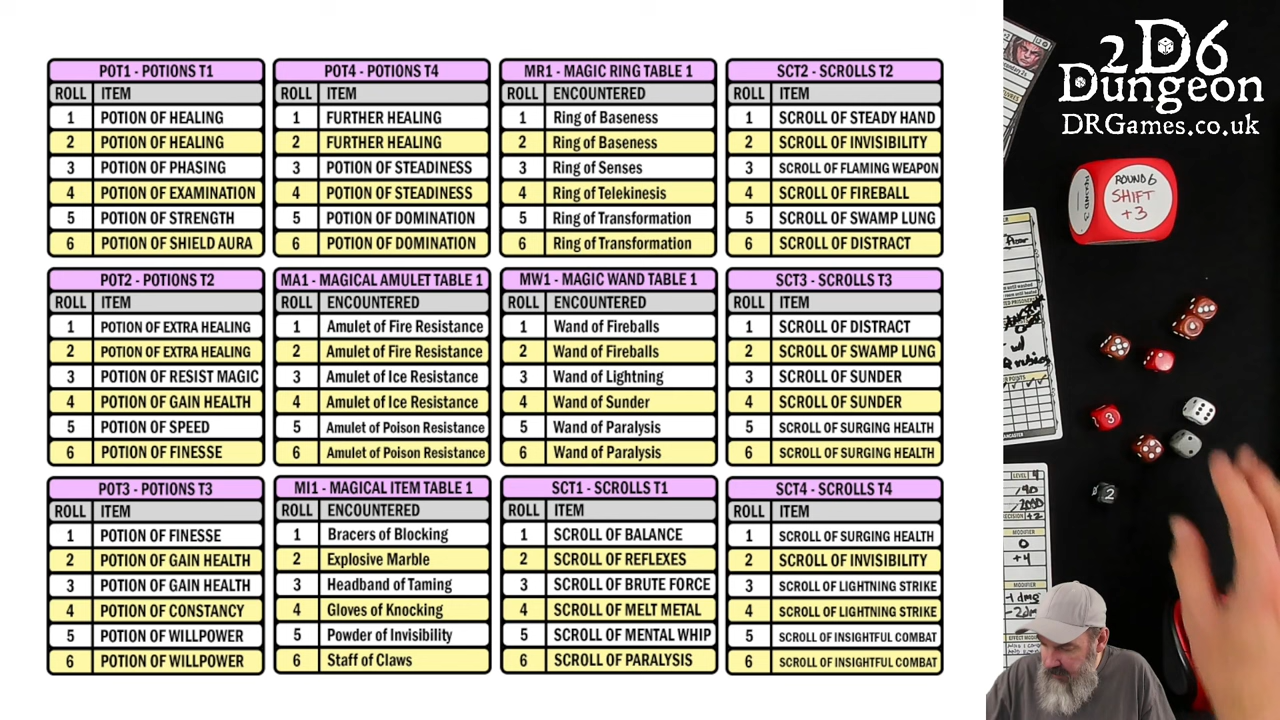 POT1 - POTIONS T1
ROLL ITEM
1 POTION OF HEALING
2 POTION OF HEALING
3 POTION OF PHASING
4 POTION OF EXAMINATION
5 POTION OF STRENGTH
6 POTION OF SHIELD AURA
POT4 - POTIONS T4
ROLL ITEM
1 FURTHER HEALING
2 FURTHER HEALING
3 POTION OF STEADINESS
4 POTION OF STEADINESS
5 POTION OF DOMINATION
6 POTION OF DOMINATION
MR1 - MAGIC RING TABLE 1
ROLL ENCOUNTERED
1 Ring of Baseness
2 Ring of Baseness
3 Ring of Senses
4 Ring of Telekinesis
5 Ring of Transformation
6 Ring of Transformation
SCT2 - SCROLLS T2
ROLL ITEM
1 SCROLL OF STEADY HAND
2 SCROLL OF INVISIBILITY
3 SCROLL OF FLAMING WEAPON
4 SCROLL OF FIREBALL
5 SCROLL OF SWAMP LUNG
6 SCROLL OF DISTRACT
POT2 - POTIONS T2
ROLL ITEM
1 POTION OF EXTRA HEALING
2 POTION OF EXTRA HEALING
3 POTION OF RESIST MAGIC
4 POTION OF GAIN HEALTH
5 POTION OF SPEED
6 POTION OF FINESSE
MA1 - MAGICAL AMULET TABLE 1
ROLL ENCOUNTERED
1 Amulet of Fire Resistance
2 Amulet of Fire Resistance
3 Amulet of Ice Resistance
4 Amulet of Ice Resistance
5 Amulet of Poison Resistance
6 Amulet of Poison Resistance
MW1 - MAGIC WAND TABLE 1
ROLL ENCOUNTERED
1 Wand of Fireballs
2 Wand of Fireballs
3 Wand of Lightning
4 Wand of Sunder
5 Wand of Paralysis
6 Wand of Paralysis
SCT3 - SCROLLS T3
ROLL ITEM
1 SCROLL OF DISTRACT
2 SCROLL OF SWAMP LUNG
3 SCROLL OF SUNDER
4 SCROLL OF SUNDER
5 SCROLL OF SURGING HEALTH
6 SCROLL OF SURGING HEALTH
POT3 - POTIONS T3
ROLL ITEM
1 POTION OF FINESSE
2 POTION OF GAIN HEALTH
3 POTION OF GAIN HEALTH
4 POTION OF CONSTANCY
5 POTION OF WILLPOWER
6 POTION OF WILLPOWER
MI1 - MAGICAL ITEM TABLE 1
ROLL ENCOUNTERED
1 Bracers of Blocking
2 Explosive Marble
3 Headband of Taming
4 Gloves of Knocking
5 Powder of Invisibility
6 Staff of Claws
SCT1 - SCROLLS T1
ROLL ITEM
1 SCROLL OF BALANCE
2 SCROLL OF REFLEXES
3 SCROLL OF BRUTE FORCE
4 SCROLL OF MELT METAL
5 SCROLL OF MENTAL WHIP
6 SCROLL OF PARALYSIS
SCT4 - SCROLLS T4
ROLL ITEM
1 SCROLL OF SURGING HEALTH
2 SCROLL OF INVISIBILITY
3 SCROLL OF LIGHTNING STRIKE
4 SCROLL OF LIGHTNING STRIKE
5 SCROLL OF INSIGHTFUL COMBAT
6 SCROLL OF INSIGHTFUL COMBAT
2D6
Dungeon
DRGames.co.uk
ROUND 6
SHIFT
+3
ROUND 3
3
2
LEVEL 4
/40
/2000
+2
MODIFIER
0
+4
MODIFIER
-1 dmg